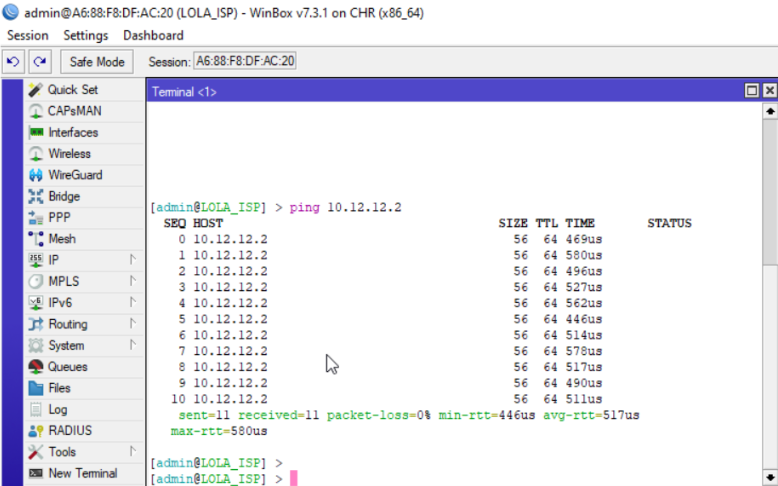 admin@A6:88:F8:DF:AC:20 (LOLA_ISP) - WinBox v7.3.1 on CHR (x86_64)
Session Settings Dashboard
Safe Mode Session: A6:88:F8:DF:AC:20
Quick Set
CAPsMAN
Interfaces
Wireless
WireGuard
Bridge
PPP
Mesh
IP
MPLS
IPv6
Routing
System
Queues
Files
Log
RADIUS
Tools
New Terminal
Terminal <1>
[admin@LOLA_ISP] > ping 10.12.12.2
SEQ HOST SIZE TTL TIME STATUS
0 10.12.12.2 56 64 469us
1 10.12.12.2 56 64 580us
2 10.12.12.2 56 64 496us
3 10.12.12.2 56 64 527us
4 10.12.12.2 56 64 562us
5 10.12.12.2 56 64 446us
6 10.12.12.2 56 64 514us
7 10.12.12.2 56 64 578us
8 10.12.12.2 56 64 517us
9 10.12.12.2 56 64 490us
10 10.12.12.2 56 64 511us
sent=11 received=11 packet-loss=0% min-rtt=446us avg-rtt=517us
max-rtt=580us
[admin@LOLA_ISP] >
[admin@LOLA_ISP] >